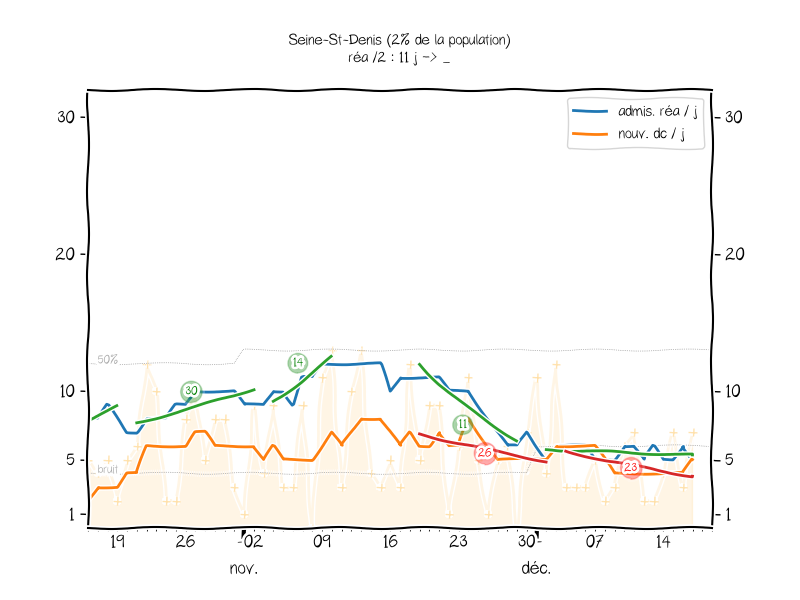 Seine-St-Denis (2% de la population)
réa /2 : 11 j -> _
admis. réa / j
nouv. dc / j
30
30
20
20
50%
14
30
10
10
11
26
23
5
5
bruit
1
1
19 26 02 09 16 23 30 07 14
nov. déc.